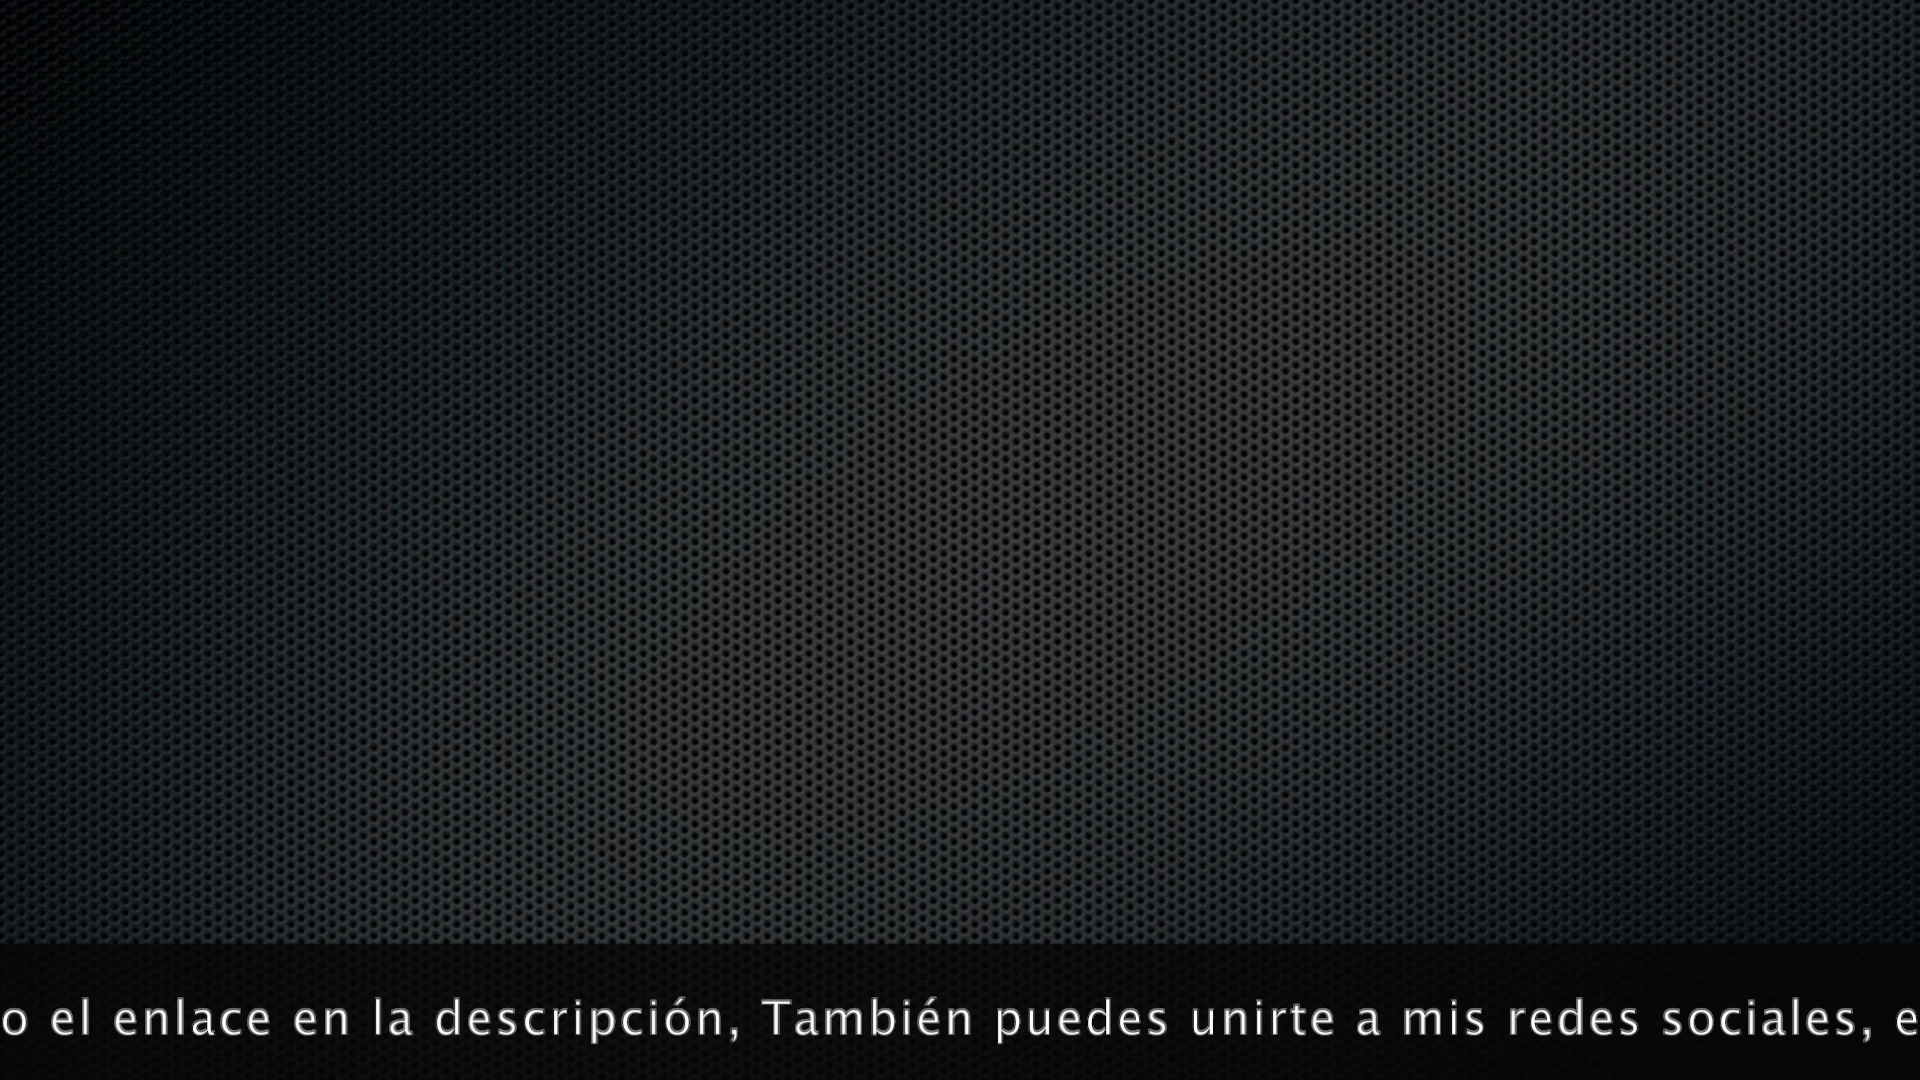 o el enlace en la descripción, También puedes unirte a mis redes sociales, e